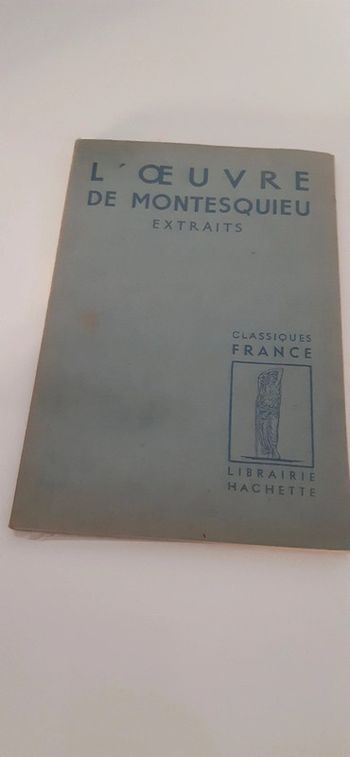 L'ŒUVRE
DE MONTESQUIEU
EXTRAITS
CLASSIQUES
FRANCE
LIBRAIRIE
HACHETTE